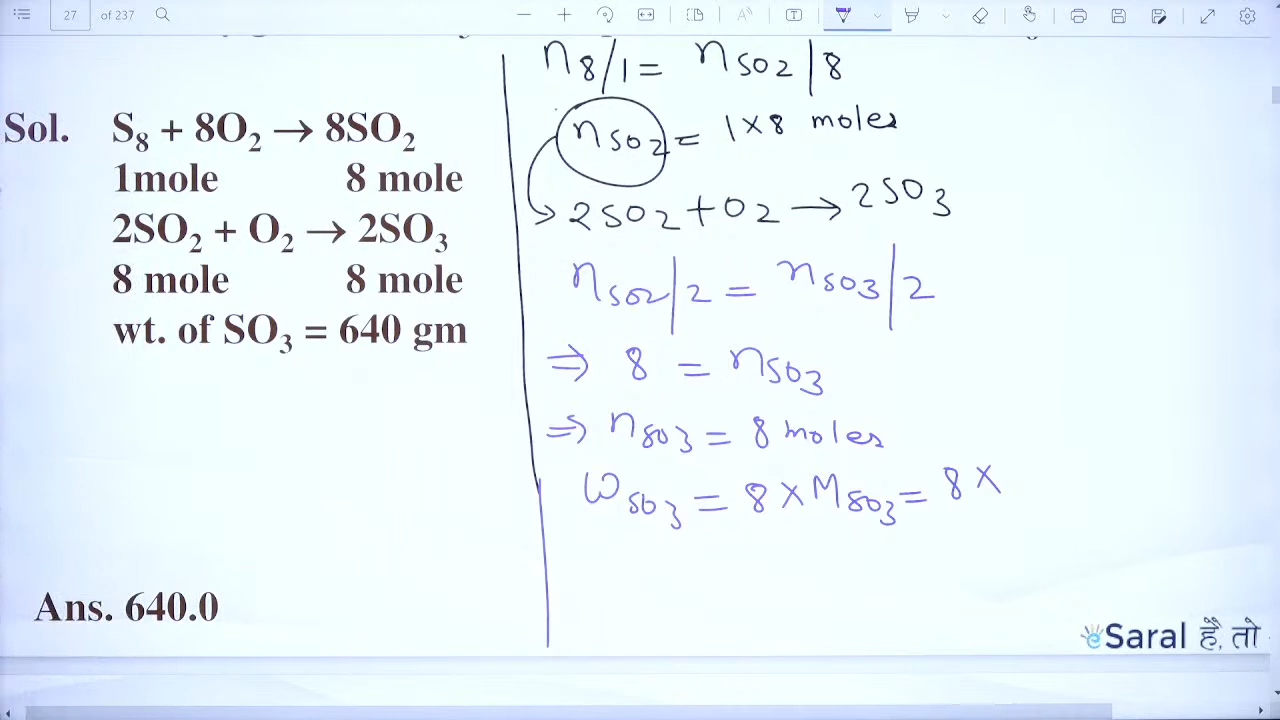 27 of 237
Sol. S₈ + 8O₂ → 8SO₂
1mole 8 mole
2SO₂ + O₂ → 2SO₃
8 mole 8 mole
wt. of SO₃ = 640 gm
Ans. 640.0
n₈/1 = nSO₂/8
nSO₂ = 1 × 8 moles
2SO₂ + O₂ → 2SO₃
nSO₂/2 = nSO₃/2
⇒ 8 = nSO₃
⇒ nSO₃ = 8 moles
WSO₃ = 8 × MSO₃ = 8 ×
eSaral है, तो